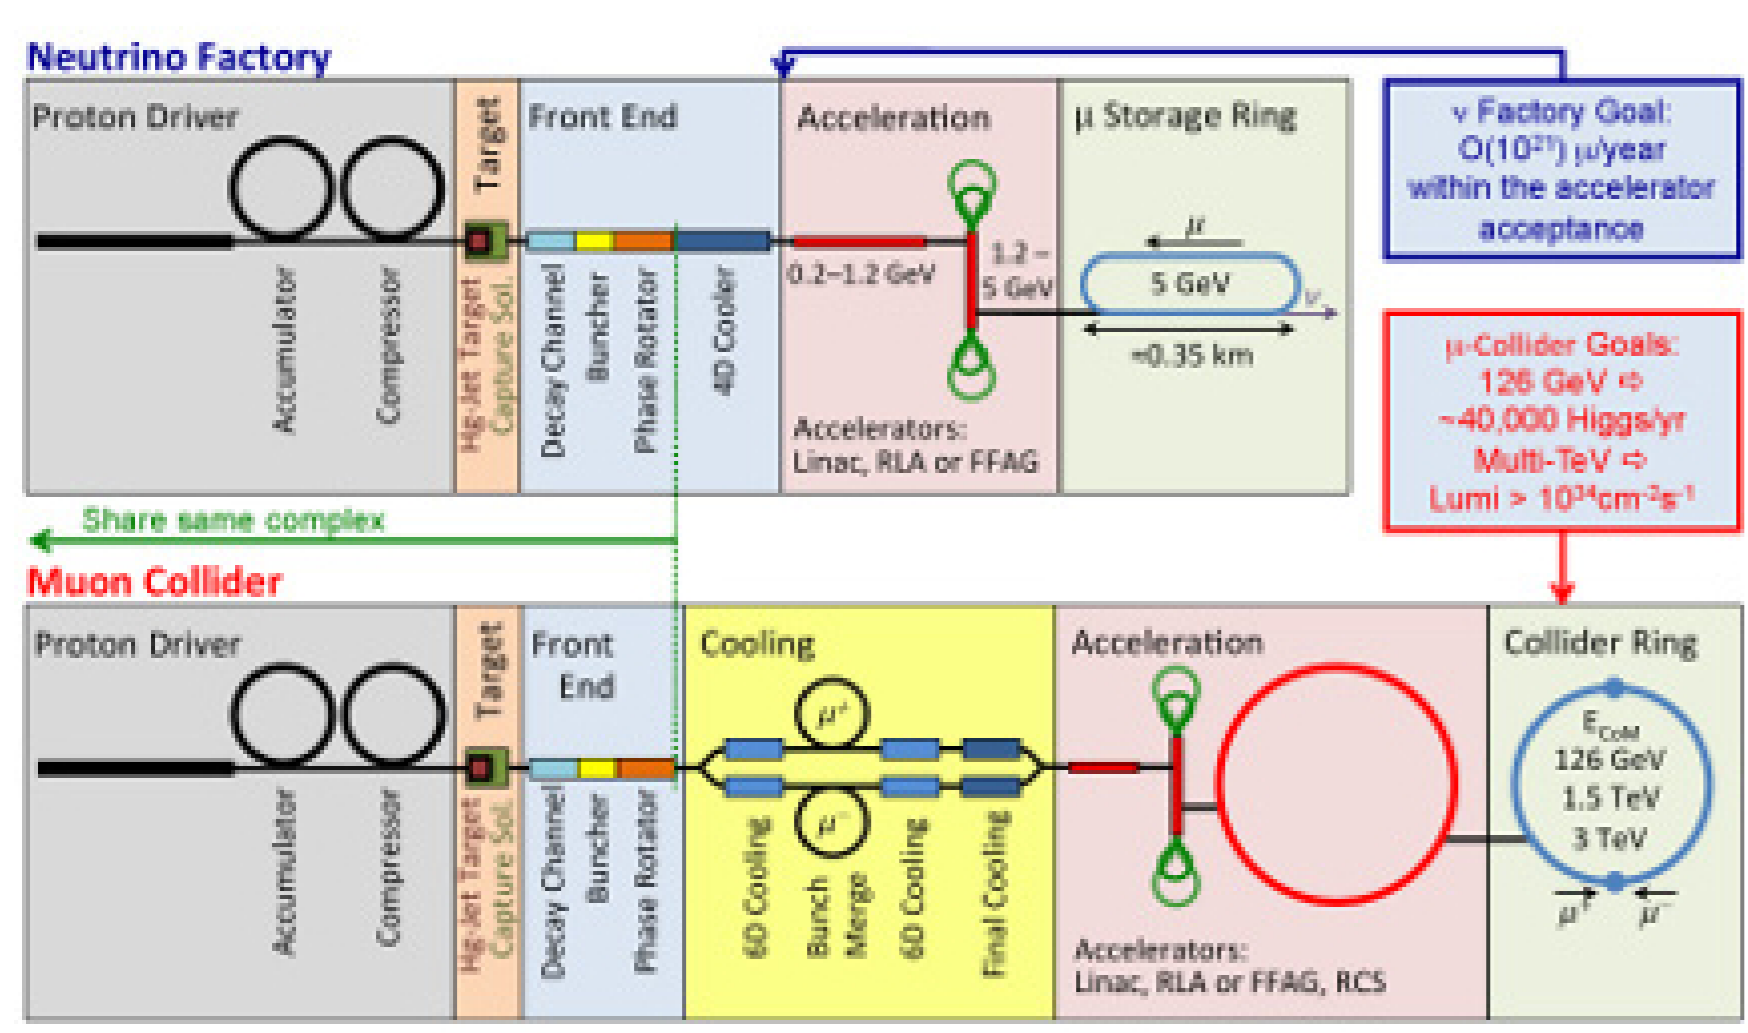 Neutrino Factory
Proton Driver
Accumulator
Compressor
Target
Hg-Jet Target
Capture Sol.
Front End
Decay Channel
Buncher
Phase Rotator
4D Cooler
Acceleration
0.2–1.2 GeV
1.2 –
5 GeV
Accelerators:
Linac, RLA or FFAG
μ Storage Ring
μ
5 GeV
ν
≈0.35 km
ν Factory Goal:
O(10²¹) μ/year
within the accelerator
acceptance
μ-Collider Goals:
126 GeV ⇨
~40,000 Higgs/yr
Multi-TeV ⇨
Lumi > 10³⁴cm⁻²s⁻¹
Share same complex
Muon Collider
Proton Driver
Accumulator
Compressor
Target
Hg-Jet Target
Capture Sol.
Front
End
Decay Channel
Buncher
Phase Rotator
Cooling
μ⁺
μ⁻
6D Cooling
Bunch
Merge
6D Cooling
Final Cooling
Acceleration
Accelerators:
Linac, RLA or FFAG, RCS
Collider Ring
E_CoM
126 GeV
1.5 TeV
3 TeV
μ⁺
μ⁻